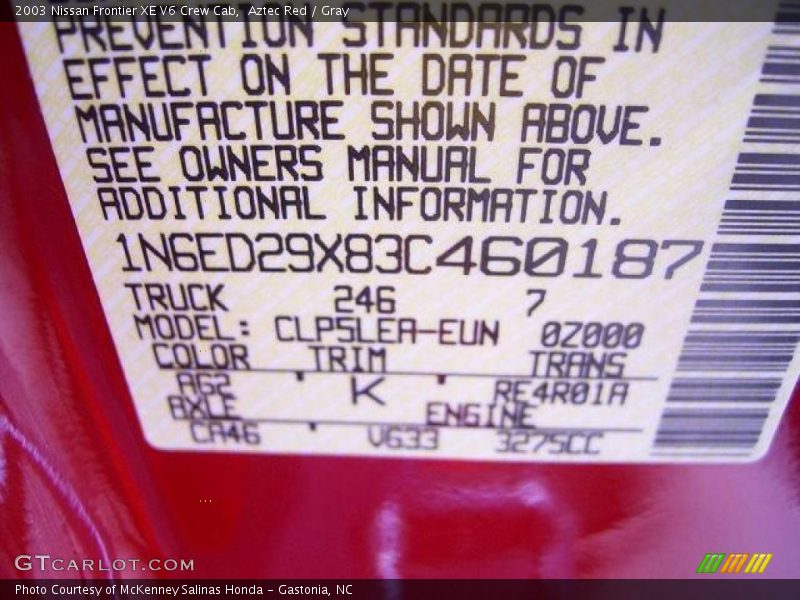 2003 Nissan Frontier XE V6 Crew Cab,  Aztec Red / Gray
PREVENTION STANDARDS IN
EFFECT ON THE DATE OF
MANUFACTURE SHOWN ABOVE.
SEE OWNERS MANUAL FOR
ADDITIONAL INFORMATION.
1N6ED29X83C460187
TRUCK 246 7
MODEL: CLP5LEA-EUN 0Z000
COLOR TRIM TRANS
AG2 K RE4R01A
AXLE ENGINE
CA46 VG33 3275CC
GTCARLOT.COM
Photo Courtesy of McKenney Salinas Honda - Gastonia, NC